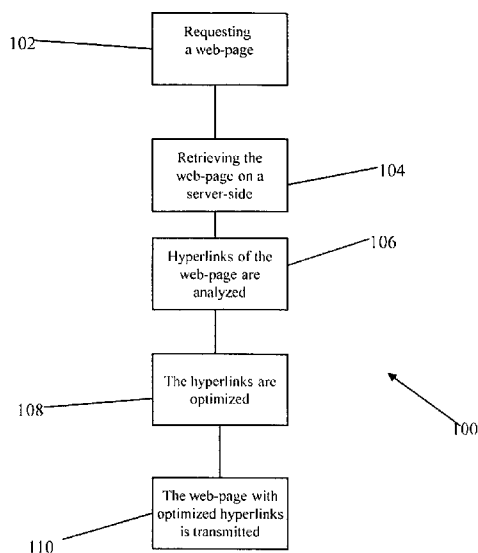 Requesting
a web-page
102
Retrieving the
web-page on a
server-side
104
106
Hyperlinks of the
web-page are
analyzed
The hyperlinks are
optimized
108
100
The web-page with
optimized hyperlinks
is transmitted
110